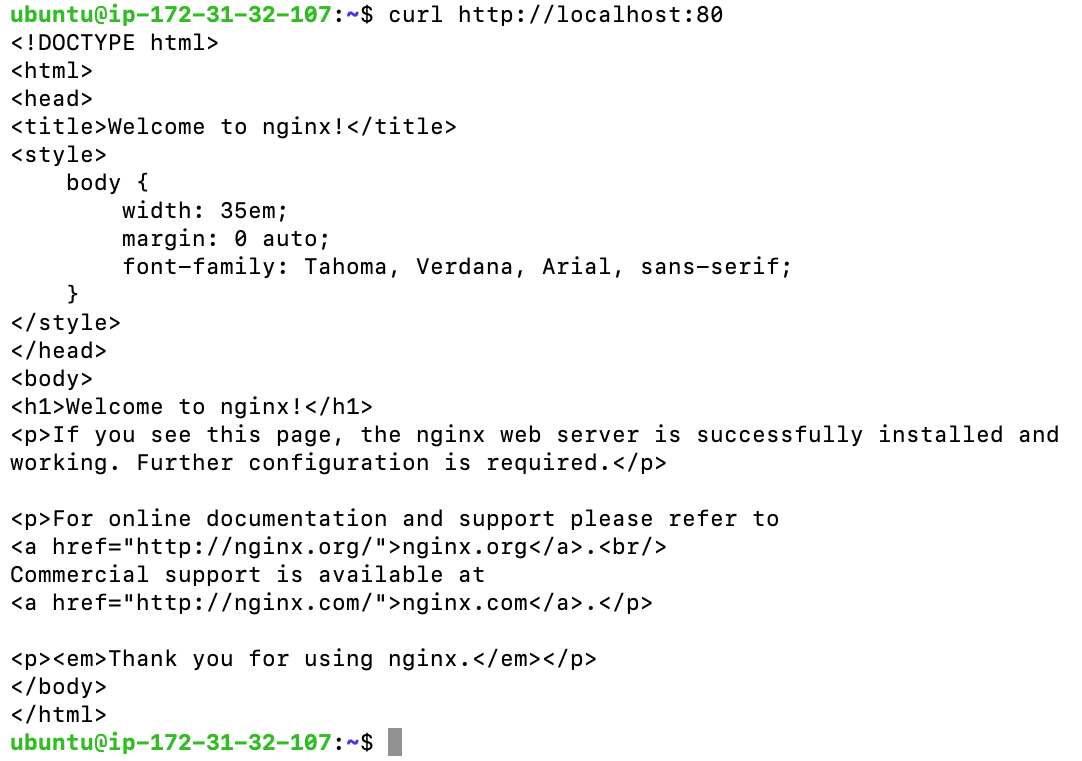 ubuntu@ip-172-31-32-107:~$ curl http://localhost:80
<!DOCTYPE html>
<html>
<head>
<title>Welcome to nginx!</title>
<style>
    body {
        width: 35em;
        margin: 0 auto;
        font-family: Tahoma, Verdana, Arial, sans-serif;
    }
</style>
</head>
<body>
<h1>Welcome to nginx!</h1>
<p>If you see this page, the nginx web server is successfully installed and
working. Further configuration is required.</p>

<p>For online documentation and support please refer to
<a href="http://nginx.org/">nginx.org</a>.<br/>
Commercial support is available at
<a href="http://nginx.com/">nginx.com</a>.</p>

<p><em>Thank you for using nginx.</em></p>
</body>
</html>
ubuntu@ip-172-31-32-107:~$